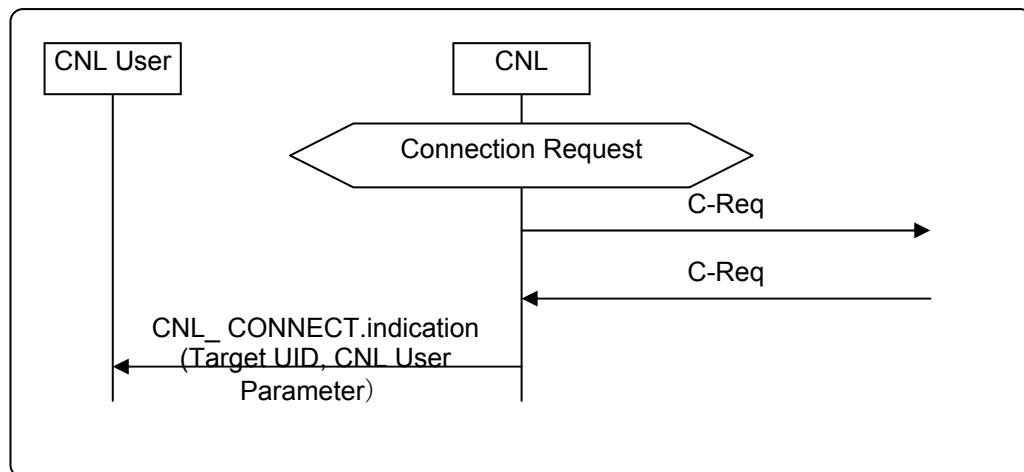 CNL User
CNL
Connection Request
C-Req
C-Req
CNL_ CONNECT.indication
(Target UID, CNL User
Parameter）